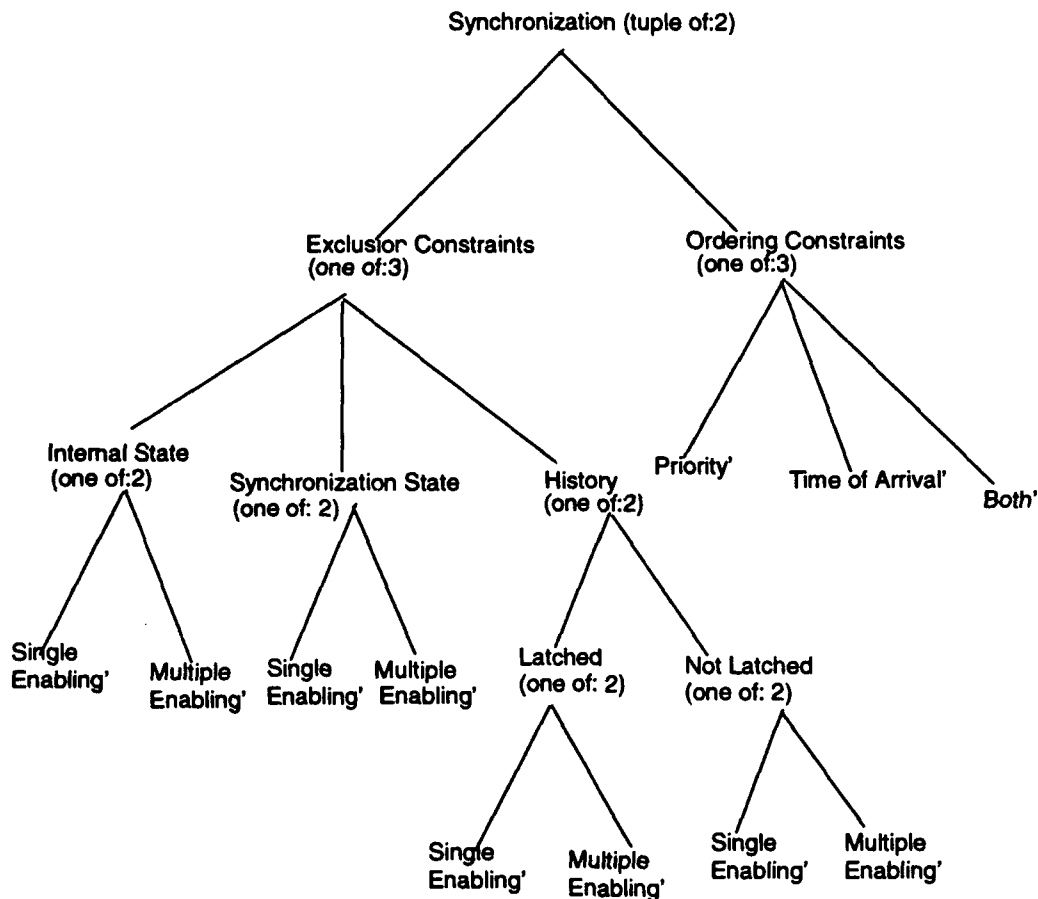 Synchronization (tuple of:2)
Exclusior Constraints
(one of:3)
Ordering Constraints
(one of:3)
Internal State
(one of:2)
Synchronization State
(one of: 2)
History
(one of:2)
Priority'
Time of Arrival'
Both'
Single
Enabling'
Multiple
Enabling'
Single
Enabling'
Multiple
Enabling'
Latched
(one of: 2)
Not Latched
(one of: 2)
Single
Enabling'
Multiple
Enabling'
Single
Enabling'
Multiple
Enabling'